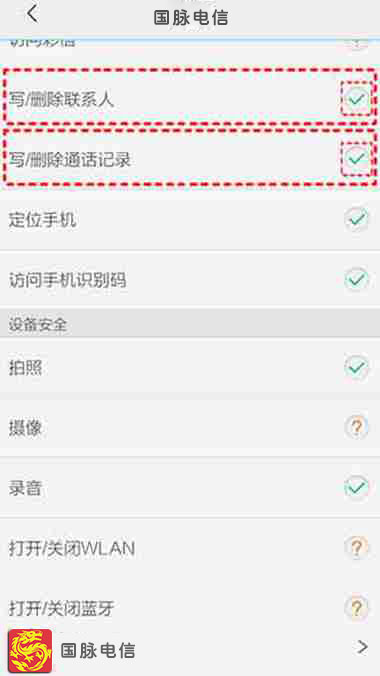 国脉电信
访问彩信
写/删除联系人
写/删除通话记录
定位手机
访问手机识别码
设备安全
拍照
摄像
?
录音
打开/关闭WLAN
?
打开/关闭蓝牙
?
国脉电信